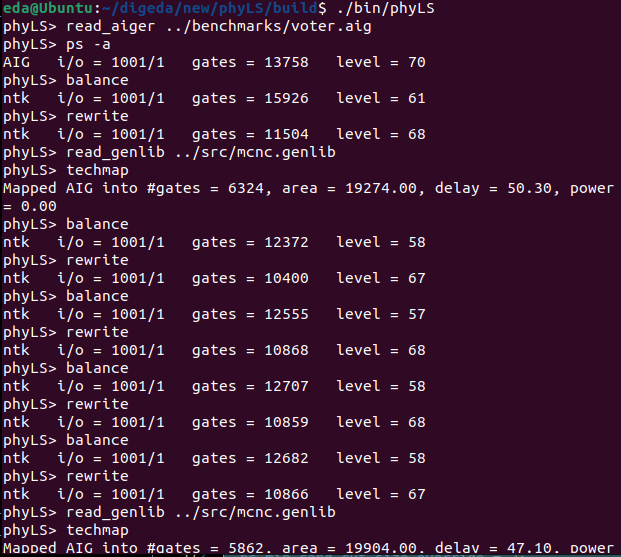 eda@Ubuntu:~/digeda/new/phyLS/build$ ./bin/phyLS
phyLS> read_aiger ../benchmarks/voter.aig
phyLS> ps -a
AIG   i/o = 1001/1   gates = 13758   level = 70
phyLS> balance
ntk   i/o = 1001/1   gates = 15926   level = 61
phyLS> rewrite
ntk   i/o = 1001/1   gates = 11504   level = 68
phyLS> read_genlib ../src/mcnc.genlib
phyLS> techmap
Mapped AIG into #gates = 6324, area = 19274.00, delay = 50.30, power
= 0.00
phyLS> balance
ntk   i/o = 1001/1   gates = 12372   level = 58
phyLS> rewrite
ntk   i/o = 1001/1   gates = 10400   level = 67
phyLS> balance
ntk   i/o = 1001/1   gates = 12555   level = 57
phyLS> rewrite
ntk   i/o = 1001/1   gates = 10868   level = 68
phyLS> balance
ntk   i/o = 1001/1   gates = 12707   level = 58
phyLS> rewrite
ntk   i/o = 1001/1   gates = 10859   level = 68
phyLS> balance
ntk   i/o = 1001/1   gates = 12682   level = 58
phyLS> rewrite
ntk   i/o = 1001/1   gates = 10866   level = 67
phyLS> read_genlib ../src/mcnc.genlib
phyLS> techmap
Mapped AIG into #gates = 5862, area = 19904.00, delay = 47.10, power